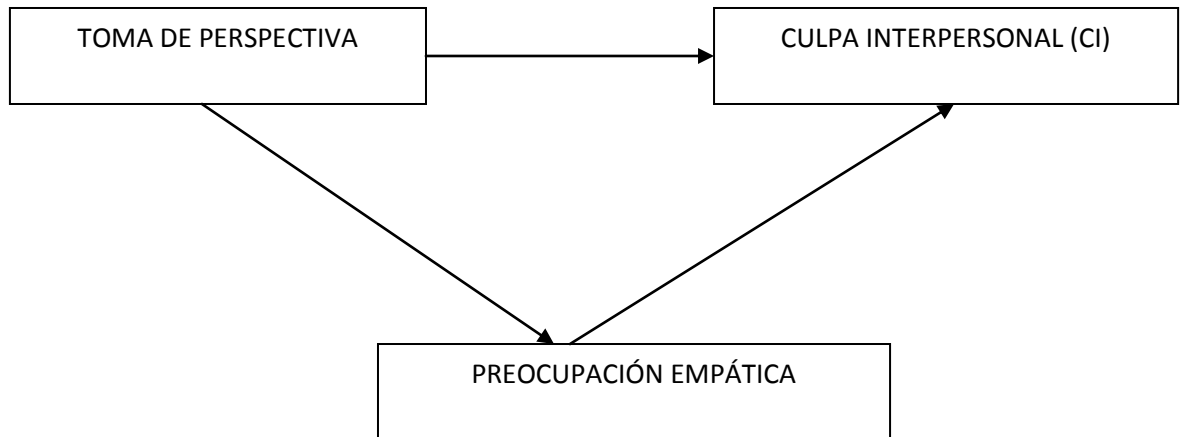 TOMA DE PERSPECTIVA
CULPA INTERPERSONAL (CI)
PREOCUPACIÓN EMPÁTICA